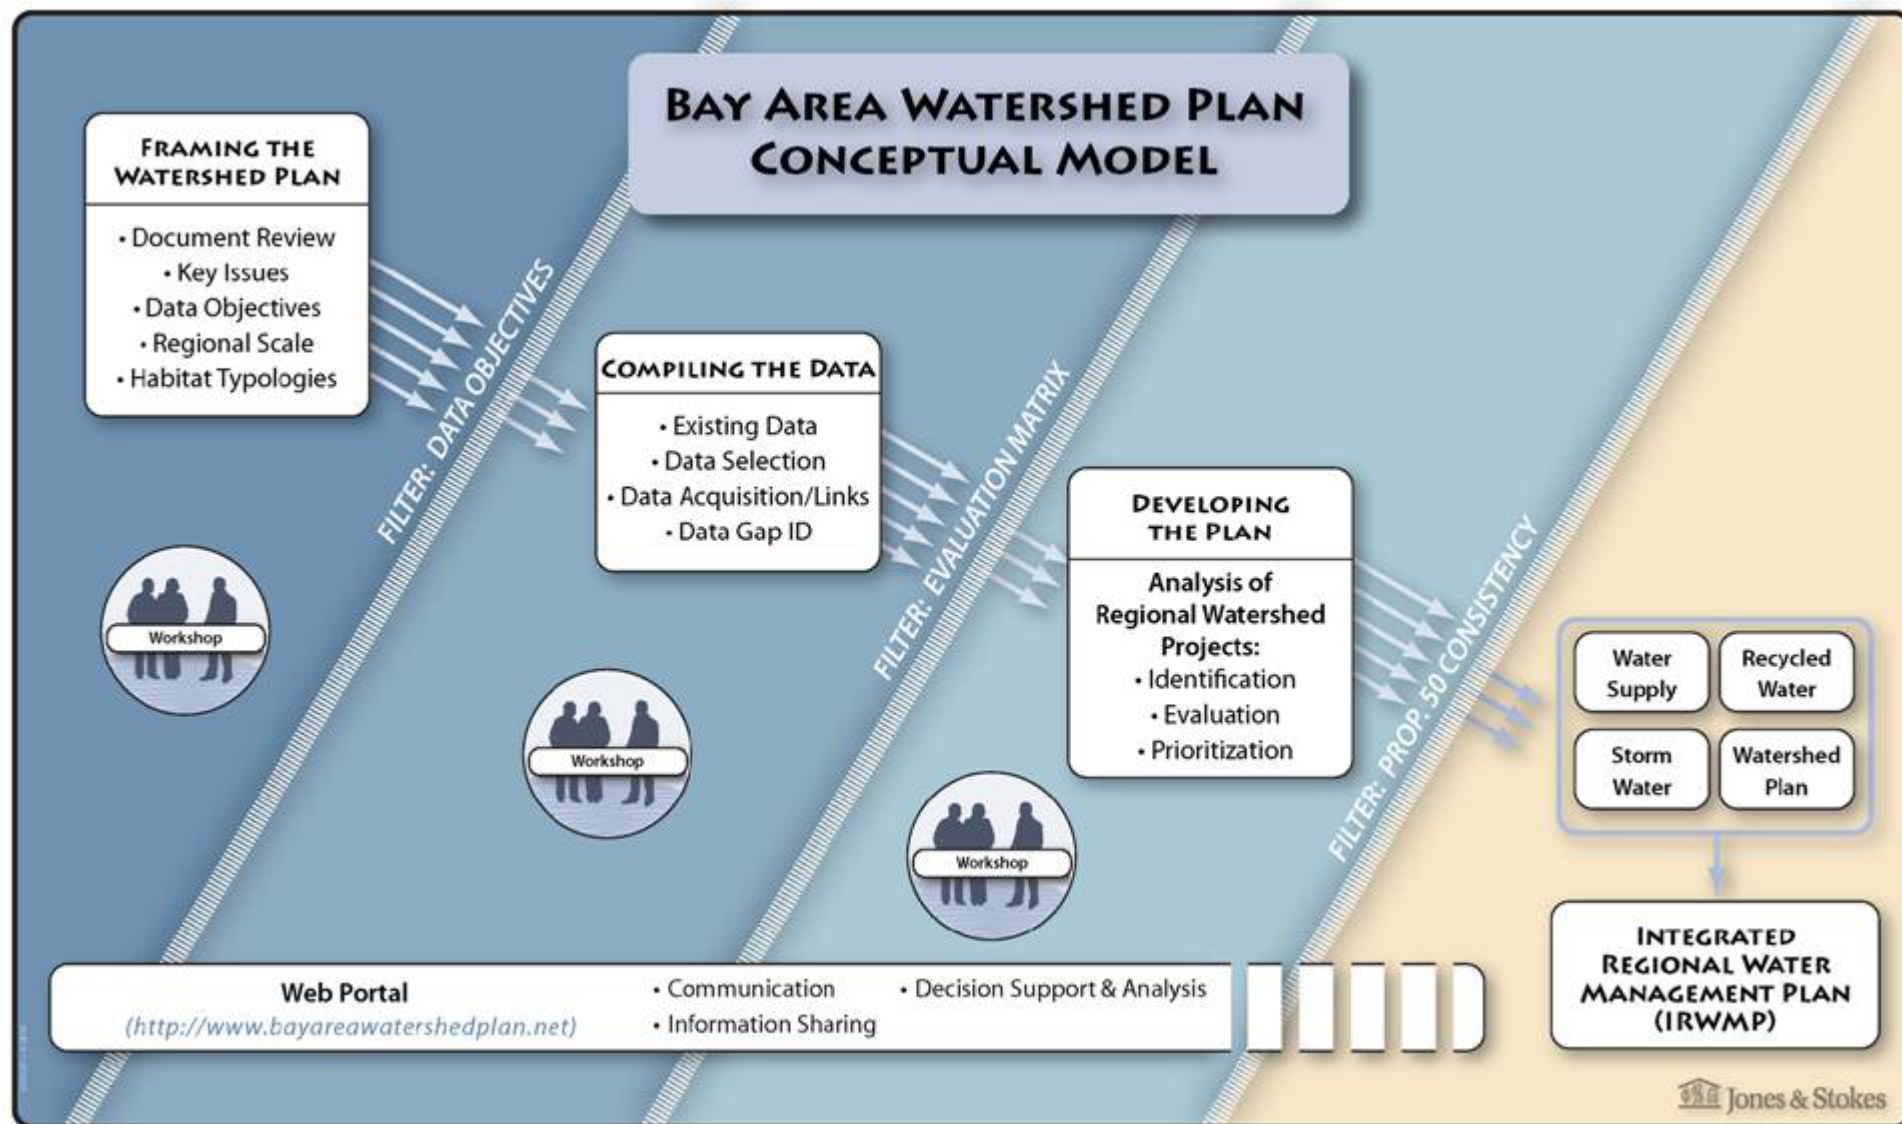 BAY AREA WATERSHED PLAN
CONCEPTUAL MODEL
FRAMING THE
WATERSHED PLAN
• Document Review
• Key Issues
• Data Objectives
• Regional Scale
• Habitat Typologies
FILTER: DATA OBJECTIVES
Workshop
COMPILING THE DATA
• Existing Data
• Data Selection
• Data Acquisition/Links
• Data Gap ID
FILTER: EVALUATION MATRIX
Workshop
DEVELOPING
THE PLAN
Analysis of
Regional Watershed
Projects:
• Identification
• Evaluation
• Prioritization
FILTER: PROP. 50 CONSISTENCY
Workshop
Water
Supply
Recycled
Water
Storm
Water
Watershed
Plan
INTEGRATED
REGIONAL WATER
MANAGEMENT PLAN
(IRWMP)
Web Portal
(http://www.bayareawatershedplan.net)
• Communication
• Information Sharing
• Decision Support & Analysis
Jones & Stokes